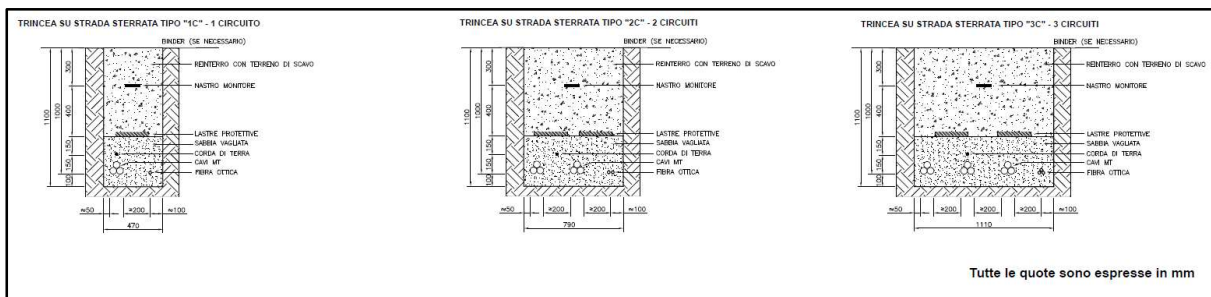 TRINCEA SU STRADA STERRATA TIPO "1C" - 1 CIRCUITO
BINDER (SE NECESSARIO)
REINTERRO CON TERRENO DI SCAVO
NASTRO MONITORE
LASTRE PROTETTIVE
SABBIA VAGLIATA
CORDA DI TERRA
CAVI MT
FIBRA OTTICA
1100
1000
300
400
150
150
100
≈50
≥200
≈100
470
TRINCEA SU STRADA STERRATA TIPO "2C" - 2 CIRCUITI
BINDER (SE NECESSARIO)
REINTERRO CON TERRENO DI SCAVO
NASTRO MONITORE
LASTRE PROTETTIVE
SABBIA VAGLIATA
CORDA DI TERRA
CAVI MT
FIBRA OTTICA
1100
1000
300
400
150
150
100
≈50
≥200
≥200
≈100
790
TRINCEA SU STRADA STERRATA TIPO "3C" - 3 CIRCUITI
BINDER (SE NECESSARIO)
REINTERRO CON TERRENO DI SCAVO
NASTRO MONITORE
LASTRE PROTETTIVE
SABBIA VAGLIATA
CORDA DI TERRA
CAVI MT
FIBRA OTTICA
1100
1000
300
400
150
150
100
≈50
≥200
≥200
≥200
≈100
1110
Tutte le quote sono espresse in mm